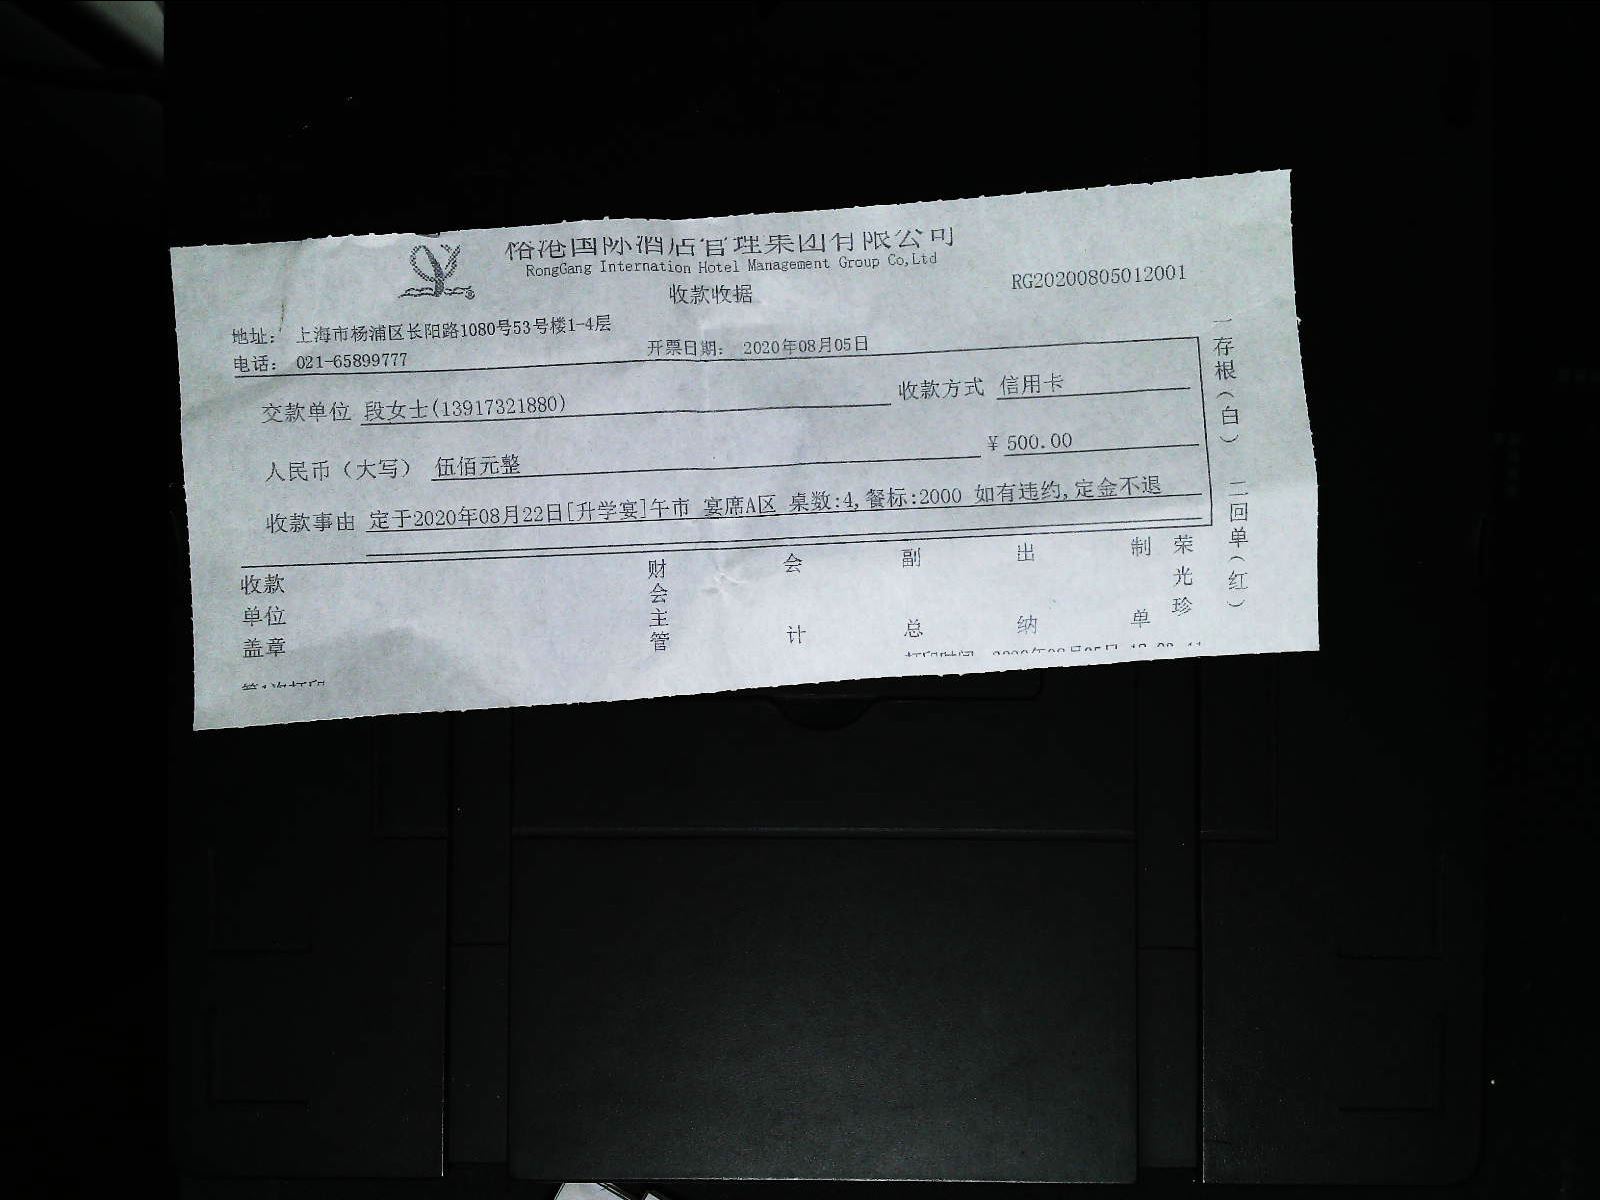 国际酒店管理集团有限公司
RongGang Internation Hotel Management Group Co,Ltd
收款收据
RG20200805012001
地址： 上海市杨浦区长阳路1080号53号楼1-4层
电话： 021-65899777
开票日期： 2020年08月05日
交款单位 段女士(13917321880)
收款方式 信用卡
人民币（大写） 伍佰元整
￥500.00
收款事由 定于2020年08月22日[升学宴]午市 宴席A区 桌数:4,餐标:2000 如有违约,定金不退
收款单位盖章
财会主管
会计
副总
出纳
制单
荣光珍
一存根（白）
二回单（红）